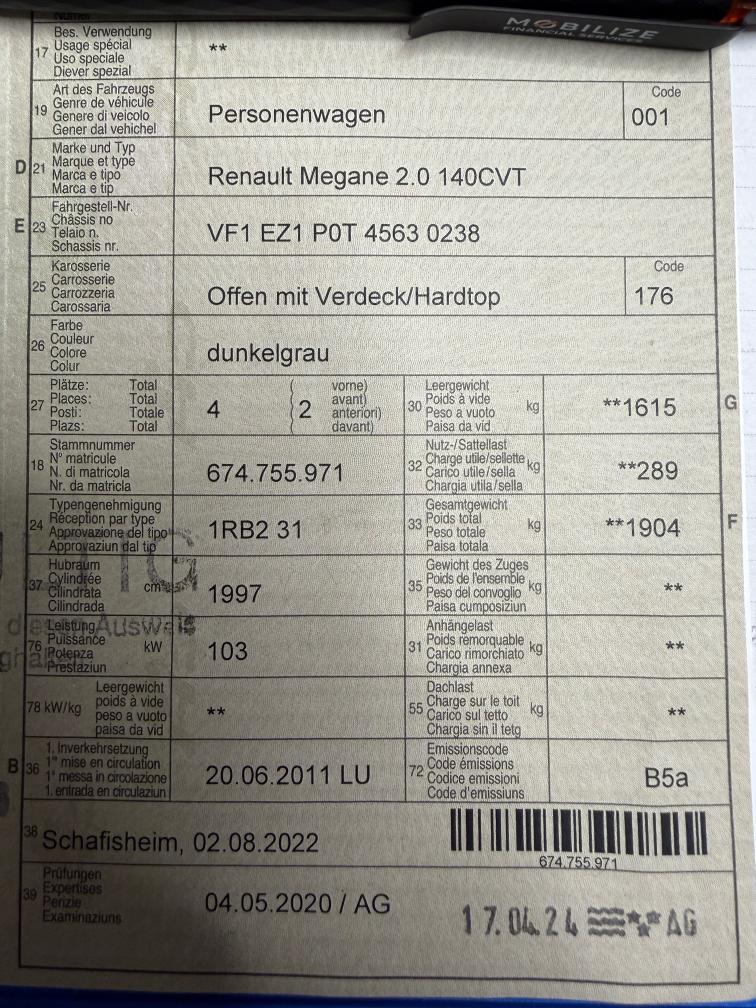 MOBILIZE
FINANCIAL SERVICES
17 Bes. Verwendung
Usage spécial
Uso speciale
Diever spezial
**
19 Art des Fahrzeugs
Genre de véhicule
Genere di veicolo
Gener dal vehichel
Personenwagen
Code
001
D 21 Marke und Typ
Marque et type
Marca e tipo
Marca e tip
Renault Megane 2.0 140CVT
E 23 Fahrgestell-Nr.
Châssis no
Telaio n.
Schassis nr.
VF1 EZ1 P0T 4563 0238
25 Karosserie
Carrosserie
Carrozzeria
Carossaria
Offen mit Verdeck/Hardtop
Code
176
26 Farbe
Couleur
Colore
Colur
dunkelgrau
27 Plätze: Total
Places: Total
Posti: Totale
Plazs: Total
4
( 2 vorne)
avant)
anteriori)
davant)
30 Leergewicht
Poids à vide
Peso a vuoto
Paisa da vid
kg
**1615
G
18 Stammnummer
N° matricule
N. di matricola
Nr. da matricla
674.755.971
32 Nutz-/Sattellast
Charge utile/sellette
Carico utile/sella
Chargia utila/sella
kg
**289
24 Typengenehmigung
Réception par type
Approvazione del tipo
Approvaziun dal tip
1RB2 31
33 Gesamtgewicht
Poids total
Peso totale
Paisa totala
kg
**1904
F
37 Hubraum
Cylindrée
Cilindrata
Cilindrada
cm³
1997
35 Gewicht des Zuges
Poids de l'ensemble
Peso del convoglio
Paisa cumposiziun
kg
**
76 Leistung
Puissance
Potenza
Prestaziun
kW
103
31 Anhängelast
Poids remorquable
Carico rimorchiato
Chargia annexa
kg
**
78 kW/kg
Leergewicht
poids à vide
peso a vuoto
paisa da vid
**
55 Dachlast
Charge sur le toit
Carico sul tetto
Chargia sin il tetg
kg
**
B 36 1. Inverkehrsetzung
1re mise en circulation
1a messa in circolazione
1. entrada en circulaziun
20.06.2011 LU
72 Emissionscode
Code émissions
Codice emissioni
Code d'emissiuns
B5a
38 Schafisheim, 02.08.2022
674.755.971
39 Prüfungen
Expertises
Perizie
Examinaziuns
04.05.2020 / AG
17.04.24 AG
Ausweis